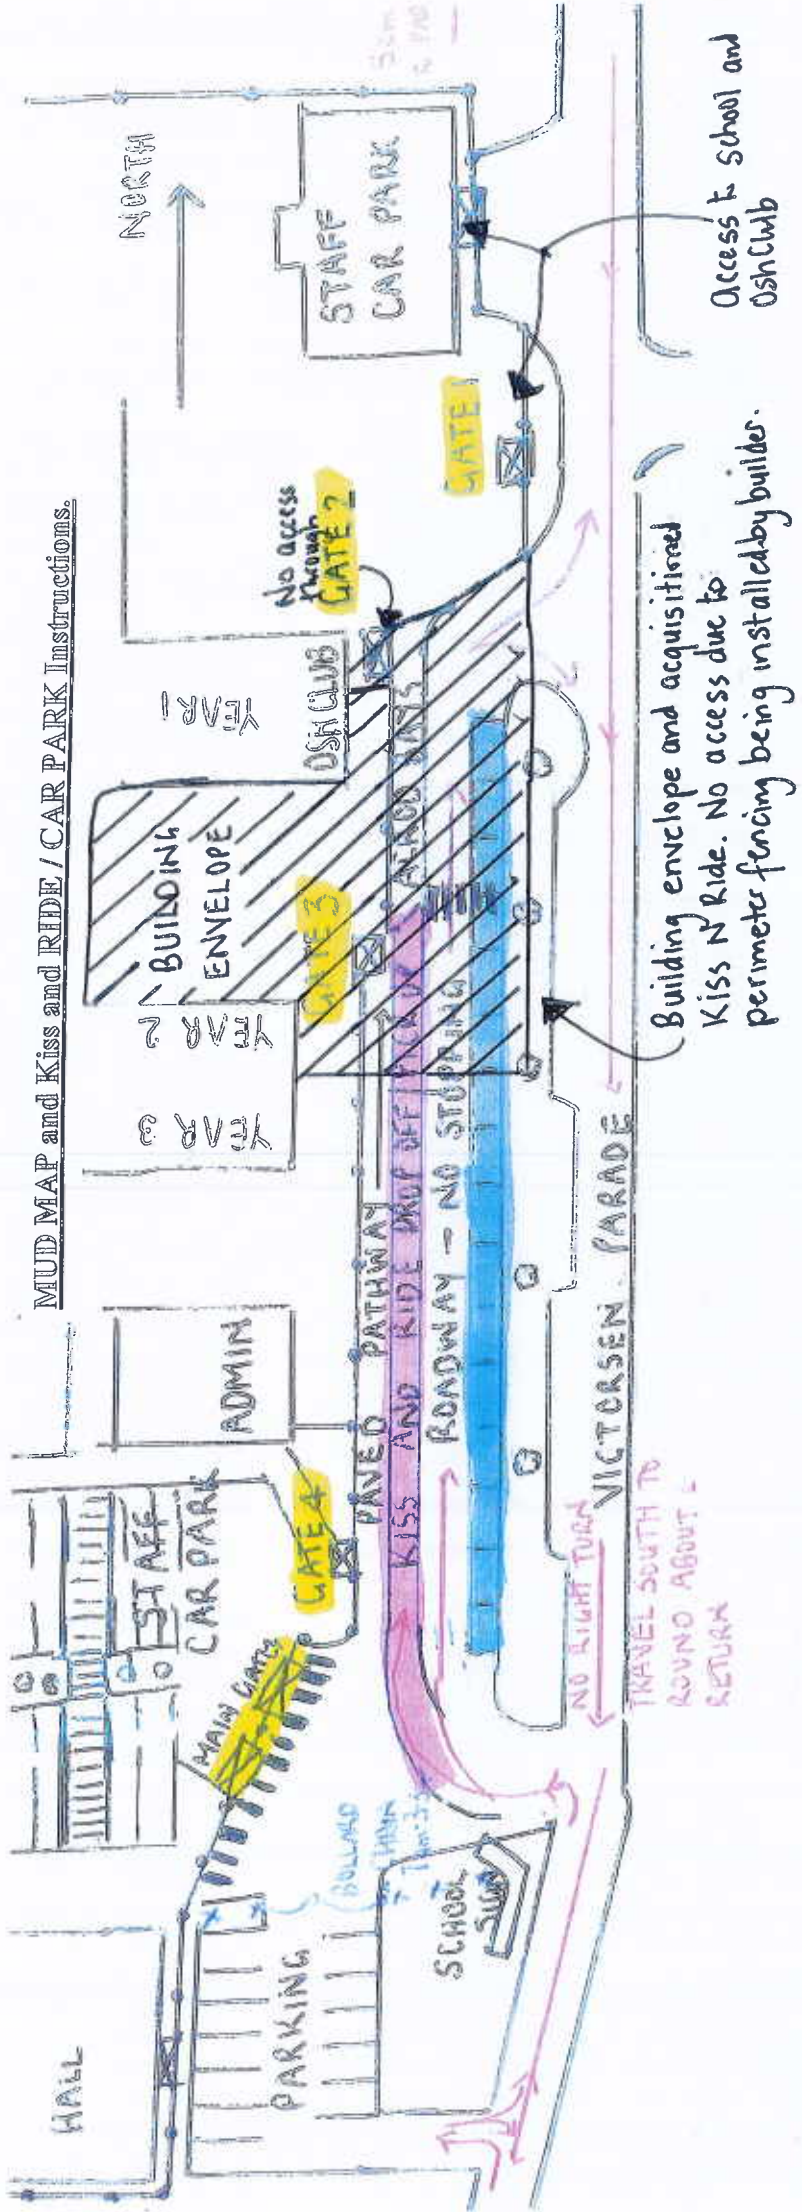 MUD MAP and Kiss and RIDE / CAR PARK Instructions.
NORTH
HALL
STAFF
CAR PARK
ADMIN
YEAR 3
YEAR 2
BUILDING
ENVELOPE
YEAR 1
OSH CLUB
STAFF
CAR PARK
MAIN GATE
GATE 4
GATE 3
No access
through
GATE 2
GATE 1
PARKING
BOLLARD
SCHOOL
SIGN
PAVED PATHWAY
KISS AND RIDE DROP OFF / PICK UP
ROADWAY - NO STOPPING
NO RIGHT TURN
TRAVEL SOUTH TO
ROUND ABOUT &
RETURN
VICTORSEN PARADE
Building envelope and acquisitioned
Kiss N Ride. No access due to
perimeter fencing being installed by builder.
Access to school and
OshClub